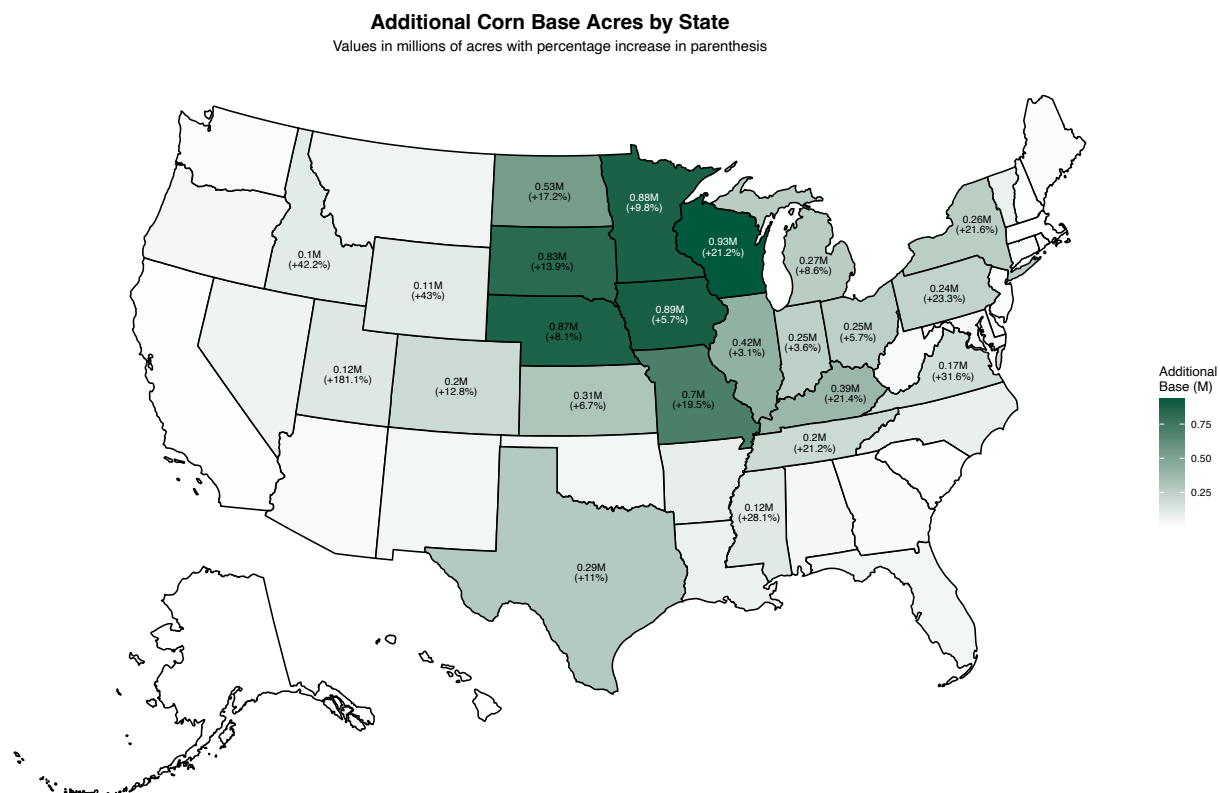 Additional Corn Base Acres by State
Values in millions of acres with percentage increase in parenthesis
0.53M
(+17.2%)
0.88M
(+9.8%)
0.26M
(+21.6%)
0.93M
(+21.2%)
0.1M
(+42.2%)
0.83M
(+13.9%)
0.27M
(+8.6%)
0.11M
(+43%)
0.24M
(+23.3%)
0.89M
(+5.7%)
0.87M
(+8.1%)
0.42M
(+3.1%)
0.25M
(+3.6%)
0.25M
(+5.7%)
0.12M
(+181.1%)
0.2M
(+12.8%)
0.17M
(+31.6%)
0.31M
(+6.7%)
0.7M
(+19.5%)
0.39M
(+21.4%)
0.2M
(+21.2%)
0.12M
(+28.1%)
0.29M
(+11%)
Additional
Base (M)
0.75
0.50
0.25